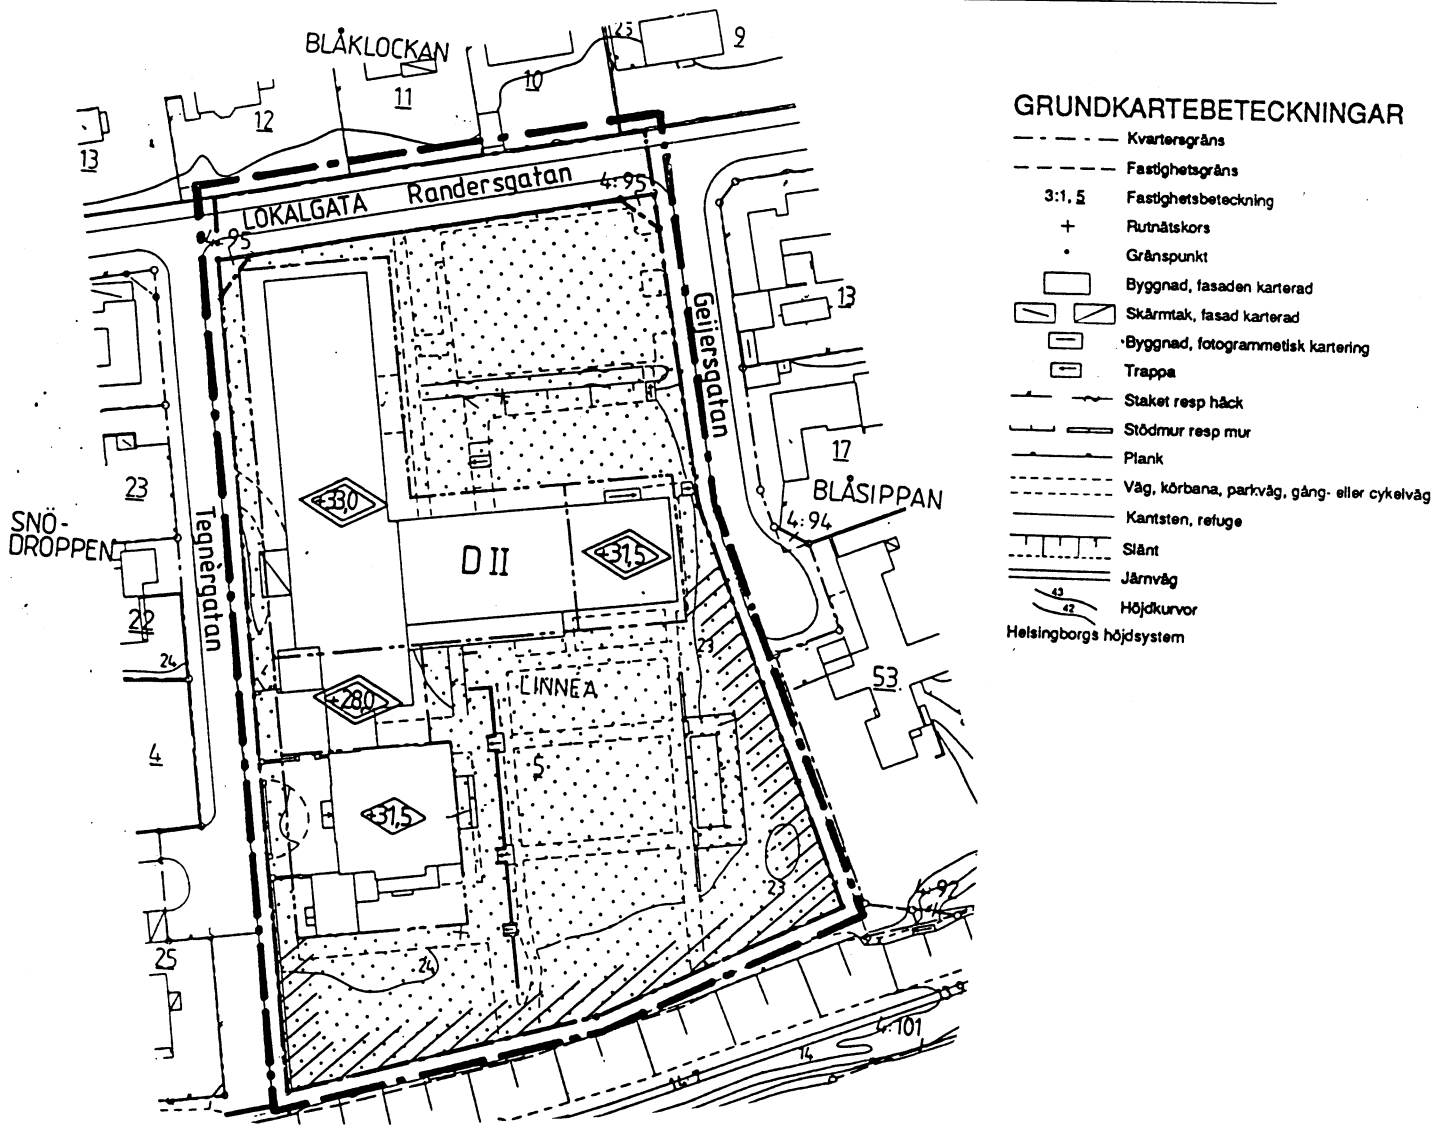 BLÅKLOCKAN
23
9
10
11
12
13
LOKALGATA Randersgatan
4:95
4:95
Geijersgatan
13
17
BLÅSIPPAN
4:94
+33,0
D II
+31,5
23
SNÖ-
DROPPEN
Tegnérgatan
22
24
23
LINNEA
+28,0
53
4
5
+31,5
23
4:92
25
24
4:101
14
GRUNDKARTEBETECKNINGAR
Kvartersgräns
Fastighetsgräns
3:1, 5 Fastighetsbeteckning
Rutnätskors
Gränspunkt
Byggnad, fasaden karterad
Skärmtak, fasad karterad
Byggnad, fotogrammetisk kartering
Trappa
Staket resp häck
Stödmur resp mur
Plank
Väg, körbana, parkväg, gång- eller cykelväg
Kantsten, refuge
Slänt
Järnväg
43
42
Höjdkurvor
Helsingborgs höjdsystem